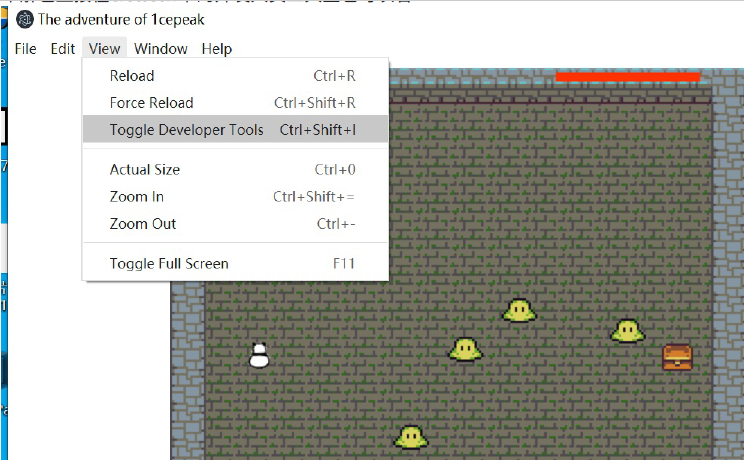 The adventure of 1cepeak
File Edit View Window Help
Reload Ctrl+R
Force Reload Ctrl+Shift+R
Toggle Developer Tools Ctrl+Shift+I
Actual Size Ctrl+0
Zoom In Ctrl+Shift+=
Zoom Out Ctrl+-
Toggle Full Screen F11